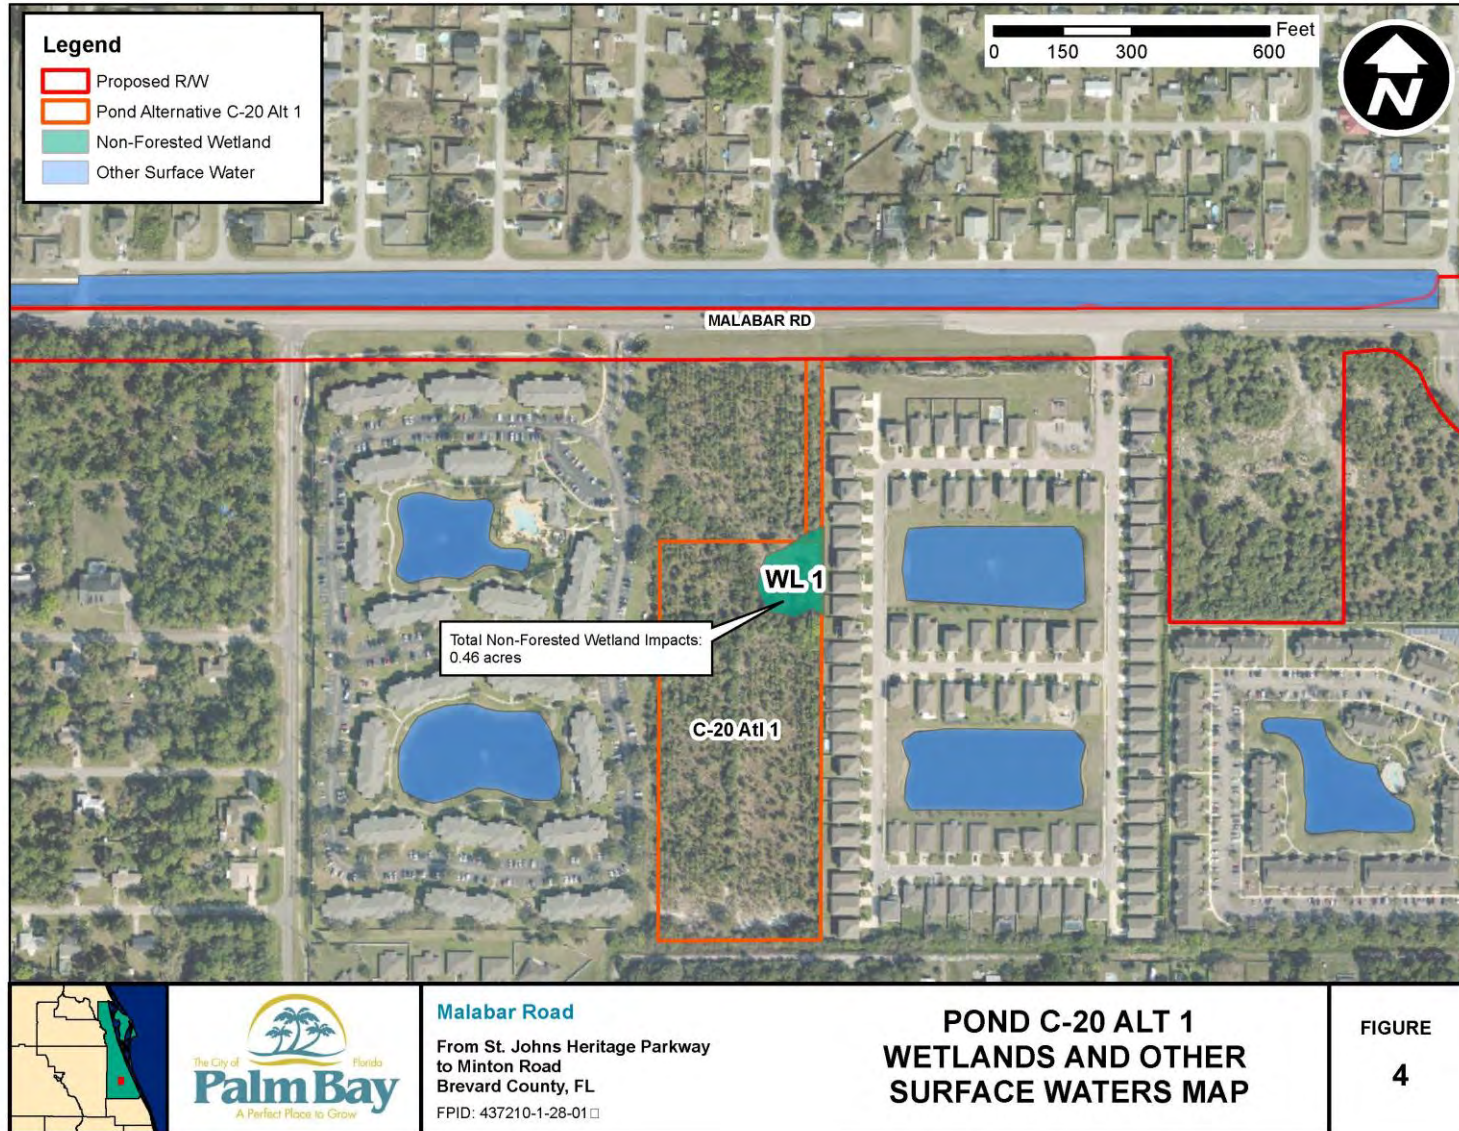 Legend
Proposed R/W
Pond Alternative C-20 Alt 1
Non-Forested Wetland
Other Surface Water
Feet
0 150 300 600
N
MALABAR RD
WL 1
Total Non-Forested Wetland Impacts:
0.46 acres
C-20 Atl 1
The City of Florida
Palm Bay
A Perfect Place to Grow
Malabar Road
From St. Johns Heritage Parkway
to Minton Road
Brevard County, FL
FPID: 437210-1-28-01□
POND C-20 ALT 1
WETLANDS AND OTHER
SURFACE WATERS MAP
FIGURE
4